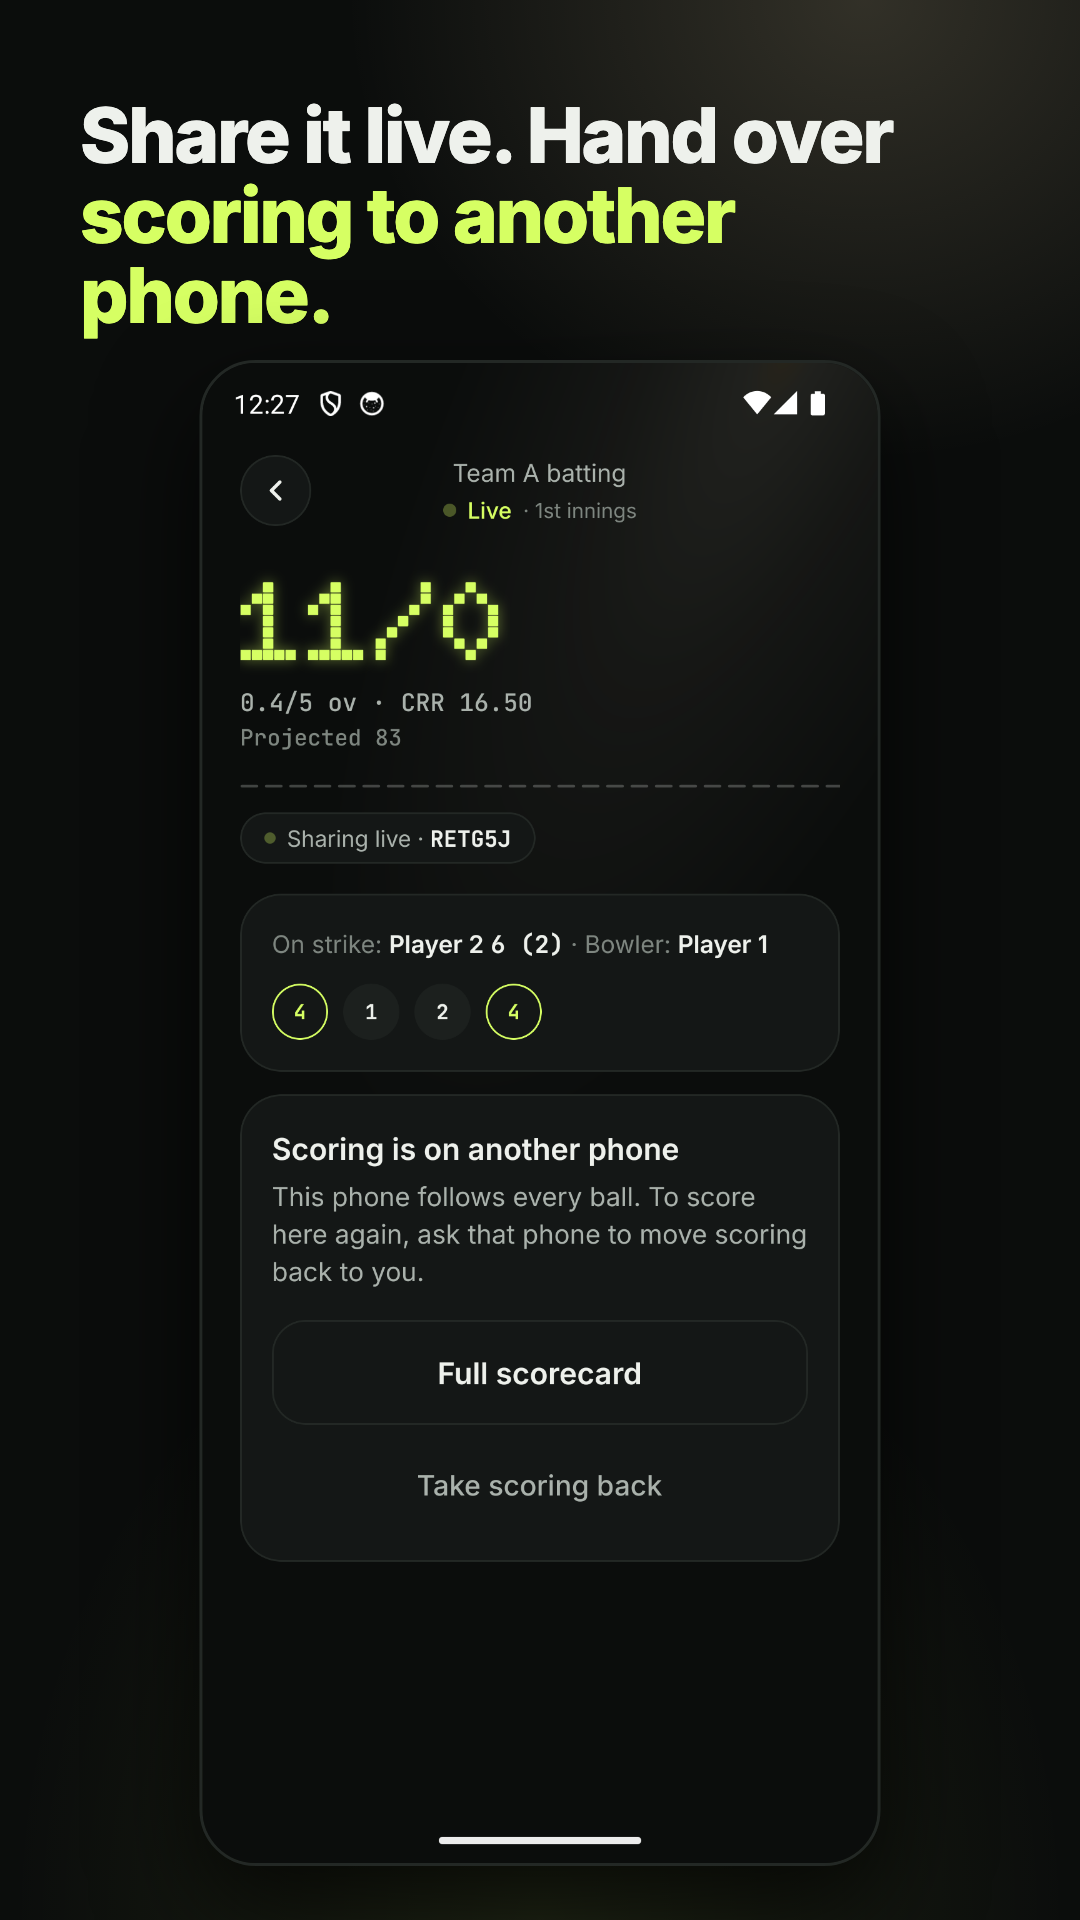 Share it live. Hand over
scoring to another
phone.
12:27
Team A batting
Live · 1st innings
11/0
0.4/5 ov · CRR 16.50
Projected 83
Sharing live · RETG5J
On strike: Player 2 6 (2) · Bowler: Player 1
4 1 2 4
Scoring is on another phone
This phone follows every ball. To score
here again, ask that phone to move scoring
back to you.
Full scorecard
Take scoring back